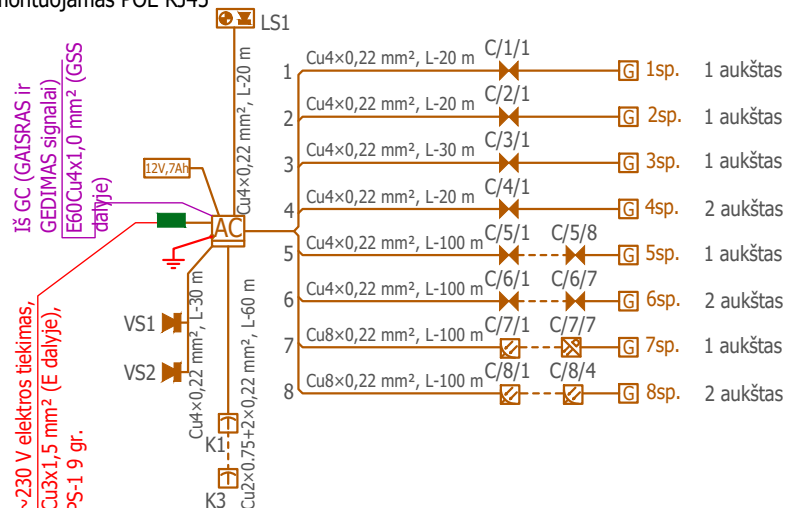 montuojamas POE RJ45
LS1
Cu4×0,22 mm², L-20 m
Iš GC (GAISRAS ir
GEDIMAS signalai)
E60Cu4x1,0 mm² (GSS
dalyje)
12V,7Ah
AC
~230 V elektros tiekimas,
Cu3x1,5 mm² (E dalyje),
PS-1 9 gr.
VS1
VS2
Cu4×0,22 mm², L-30 m
Cu2×0.75+2×0,22 mm², L-60 m
K1
K3
1 Cu4×0,22 mm², L-20 m C/1/1 G 1sp. 1 aukštas
2 Cu4×0,22 mm², L-20 m C/2/1 G 2sp. 1 aukštas
3 Cu4×0,22 mm², L-30 m C/3/1 G 3sp. 1 aukštas
4 Cu4×0,22 mm², L-20 m C/4/1 G 4sp. 2 aukštas
5 Cu4×0,22 mm², L-100 m C/5/1 C/5/8 G 5sp. 1 aukštas
6 Cu4×0,22 mm², L-100 m C/6/1 C/6/7 G 6sp. 2 aukštas
7 Cu8×0,22 mm², L-100 m C/7/1 C/7/7 G 7sp. 1 aukštas
8 Cu8×0,22 mm², L-100 m C/8/1 C/8/4 G 8sp. 2 aukštas